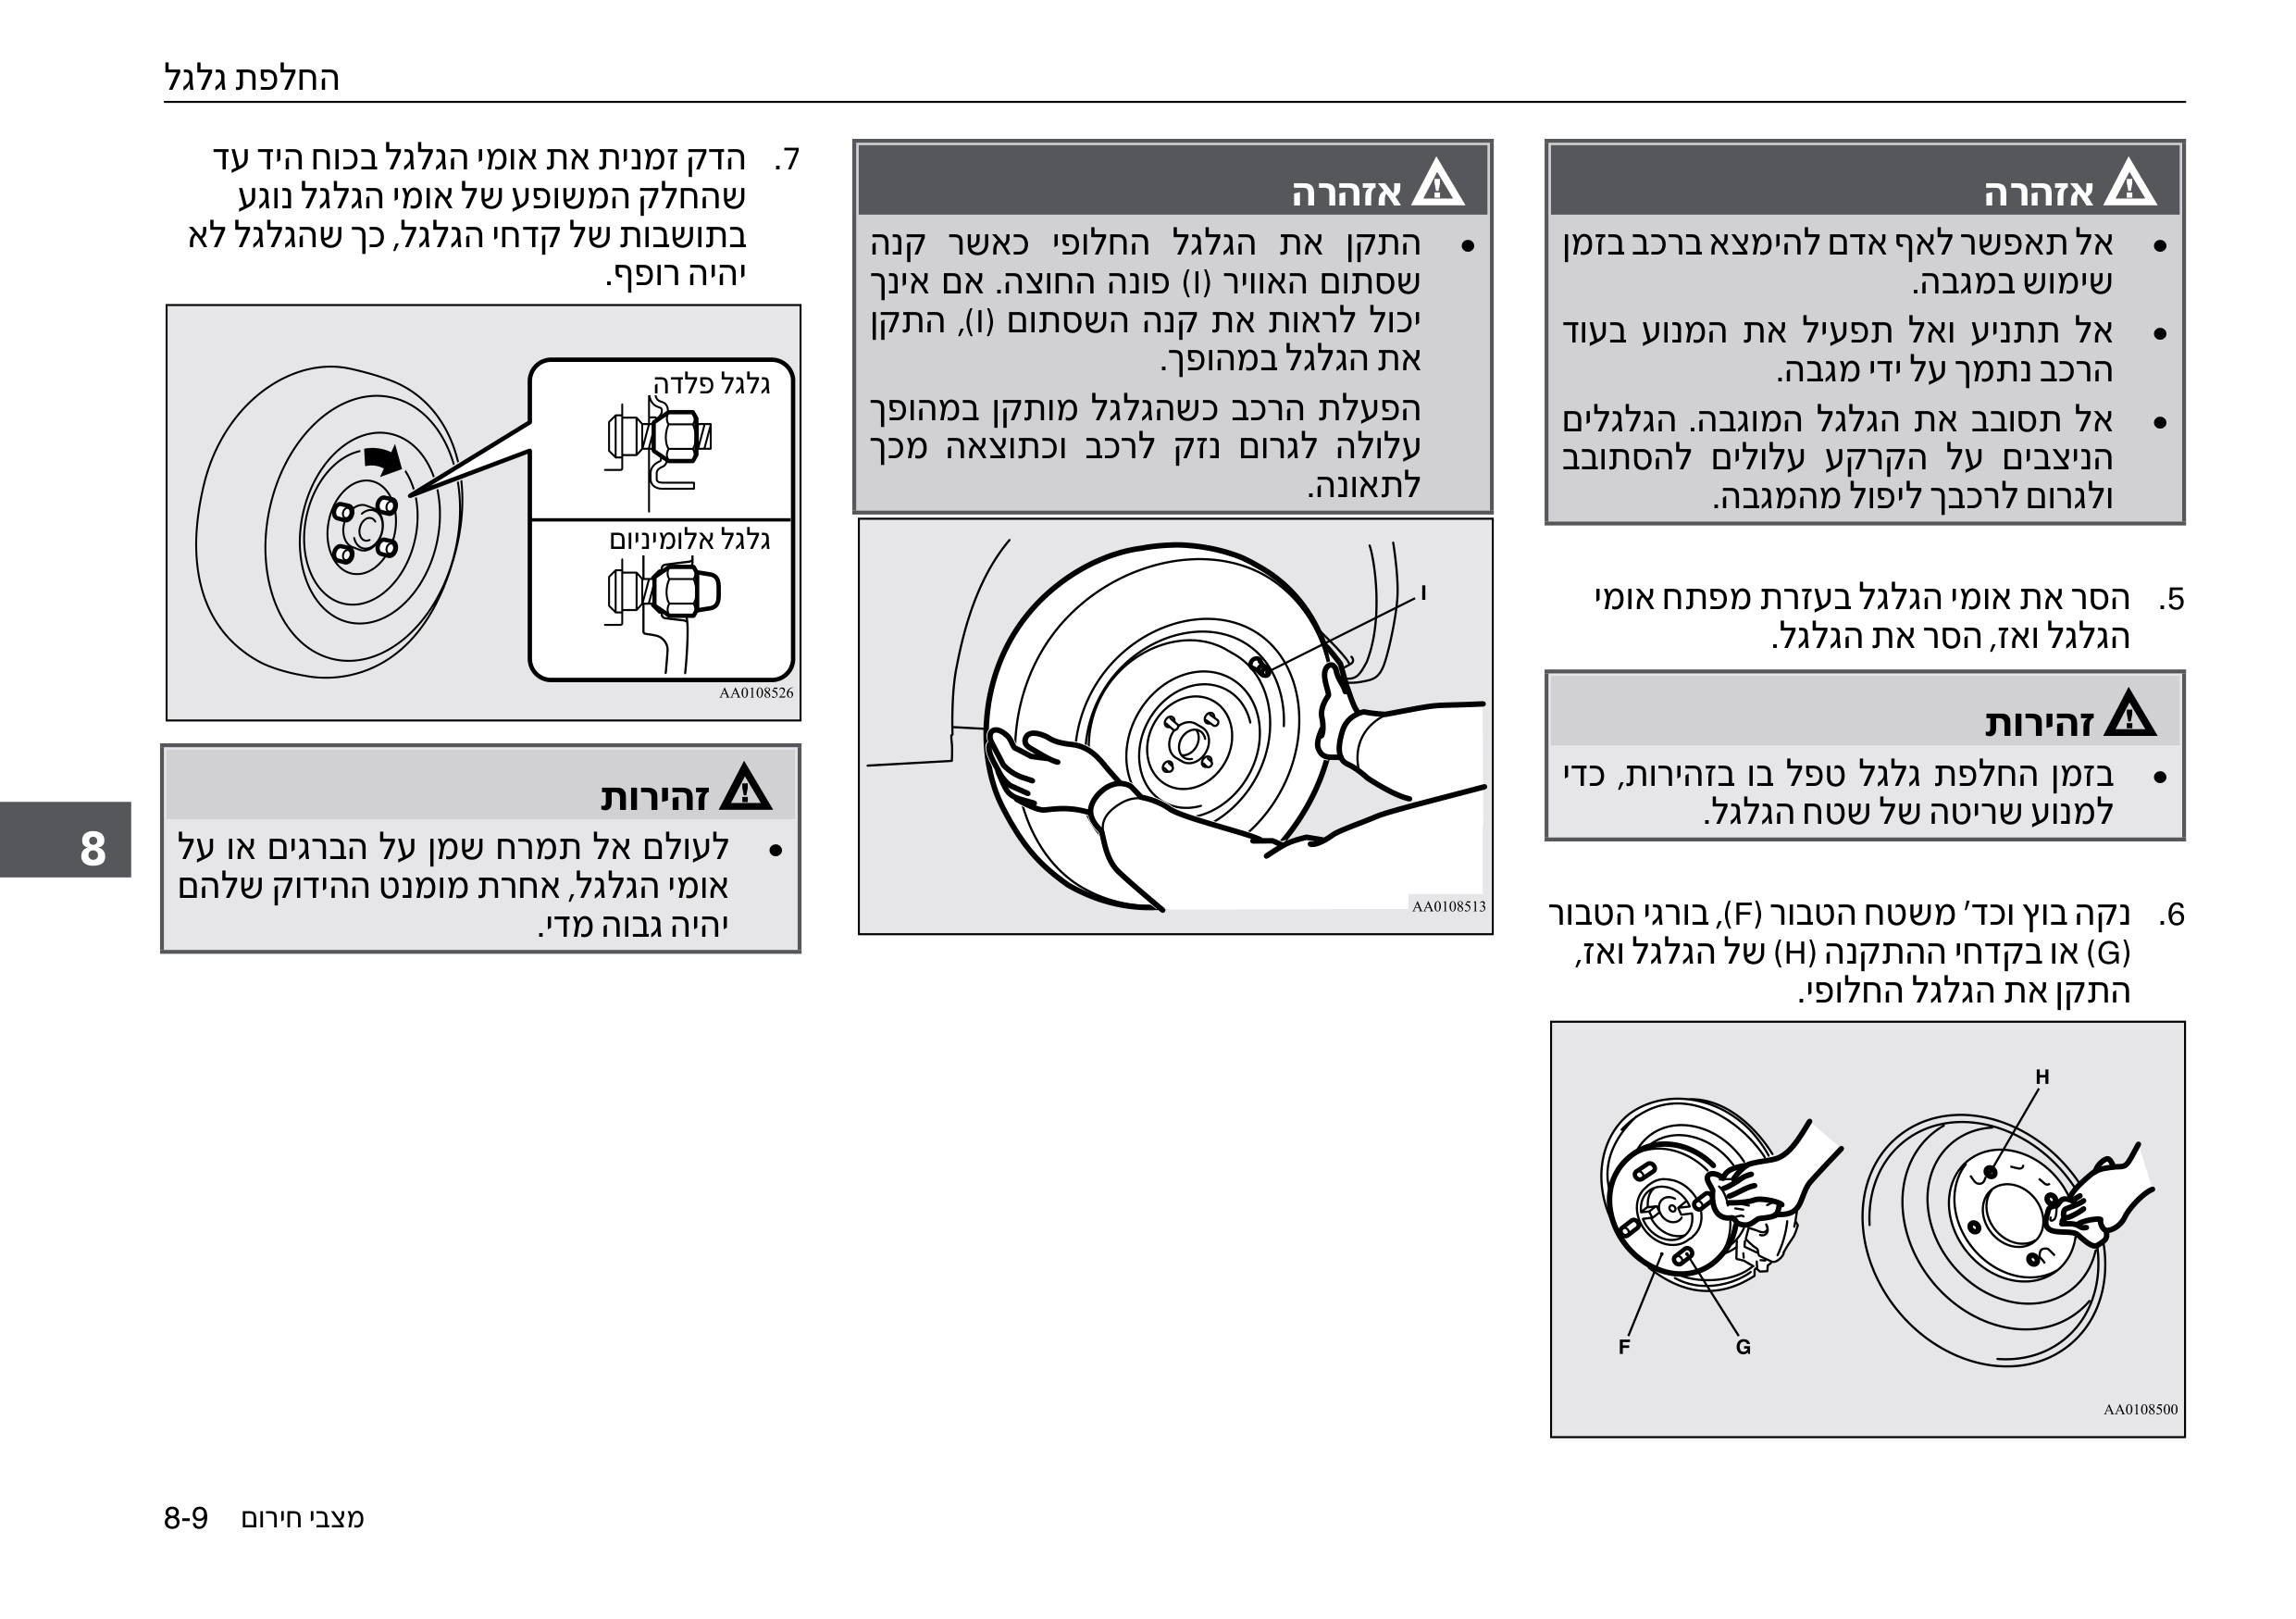 החלפת גלגל
אזהרה
• אל תאפשר לאף אדם להימצא ברכב בזמן
שימוש במגבה.
• אל תתניע ואל תפעיל את המנוע בעוד
הרכב נתמך על ידי מגבה.
• אל תסובב את הגלגל המוגבה. הגלגלים
הניצבים על הקרקע עלולים להסתובב
ולגרום לרכבך ליפול מהמגבה.
5. הסר את אומי הגלגל בעזרת מפתח אומי
הגלגל ואז, הסר את הגלגל.
זהירות
• בזמן החלפת גלגל טפל בו בזהירות, כדי
למנוע שריטה של שטח הגלגל.
6. נקה בוץ וכד' משטח הטבור (F), בורגי הטבור
(G) או בקדחי ההתקנה (H) של הגלגל ואז,
התקן את הגלגל החלופי.
H
F
G
AA0108500
אזהרה
• התקן את הגלגל החלופי כאשר קנה
שסתום האוויר (I) פונה החוצה. אם אינך
יכול לראות את קנה השסתום (I), התקן
את הגלגל במהופך.
הפעלת הרכב כשהגלגל מותקן במהופך
עלולה לגרום נזק לרכב וכתוצאה מכך
לתאונה.
I
AA0108513
7. הדק זמנית את אומי הגלגל בכוח היד עד
שהחלק המשופע של אומי הגלגל נוגע
בתושבות של קדחי הגלגל, כך שהגלגל לא
יהיה רופף.
גלגל פלדה
גלגל אלומיניום
AA0108526
זהירות
• לעולם אל תמרח שמן על הברגים או על
אומי הגלגל, אחרת מומנט ההידוק שלהם
יהיה גבוה מדי.
8
מצבי חירום 8-9